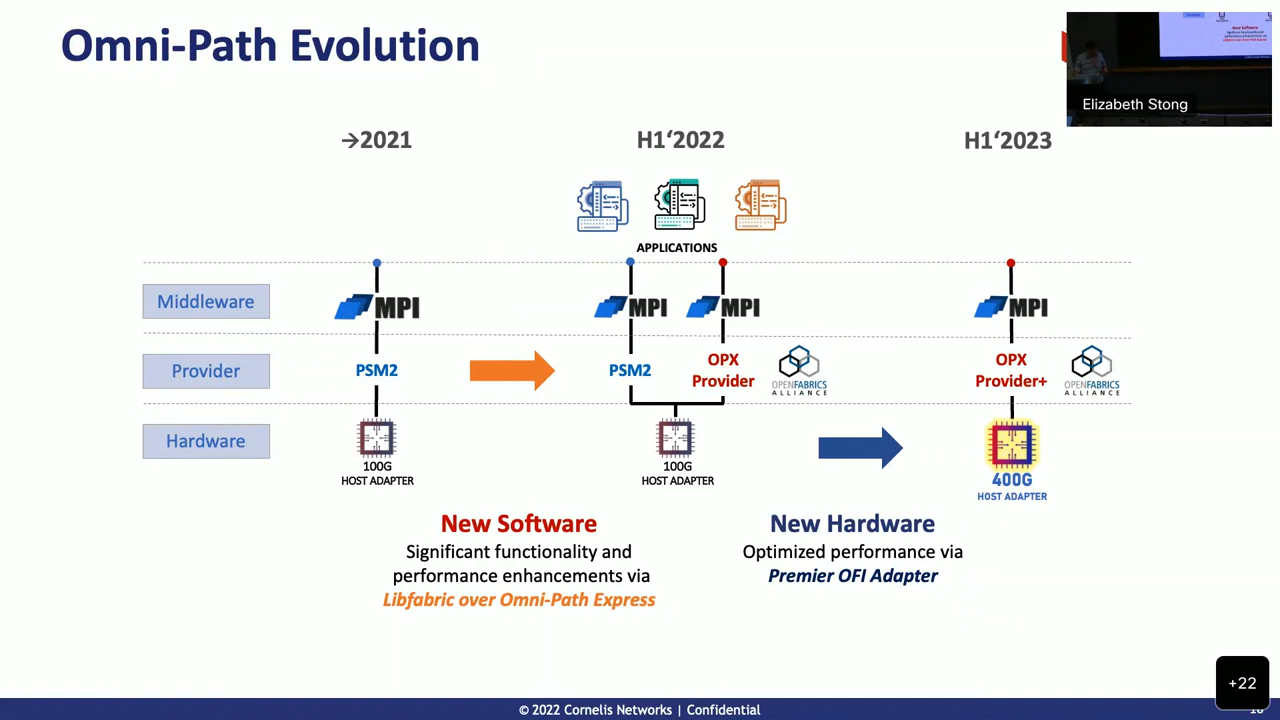 Omni-Path Evolution
Elizabeth Stong
→2021
H1‘2022
H1‘2023
APPLICATIONS
Middleware
MPI
MPI
MPI
MPI
Provider
PSM2
PSM2
OPX
Provider
OPENFABRICS
ALLIANCE
OPX
Provider+
OPENFABRICS
ALLIANCE
Hardware
100G
HOST ADAPTER
100G
HOST ADAPTER
400G
HOST ADAPTER
New Software
Significant functionality and
performance enhancements via
Libfabric over Omni-Path Express
New Hardware
Optimized performance via
Premier OFI Adapter
+22
© 2022 Cornelis Networks | Confidential